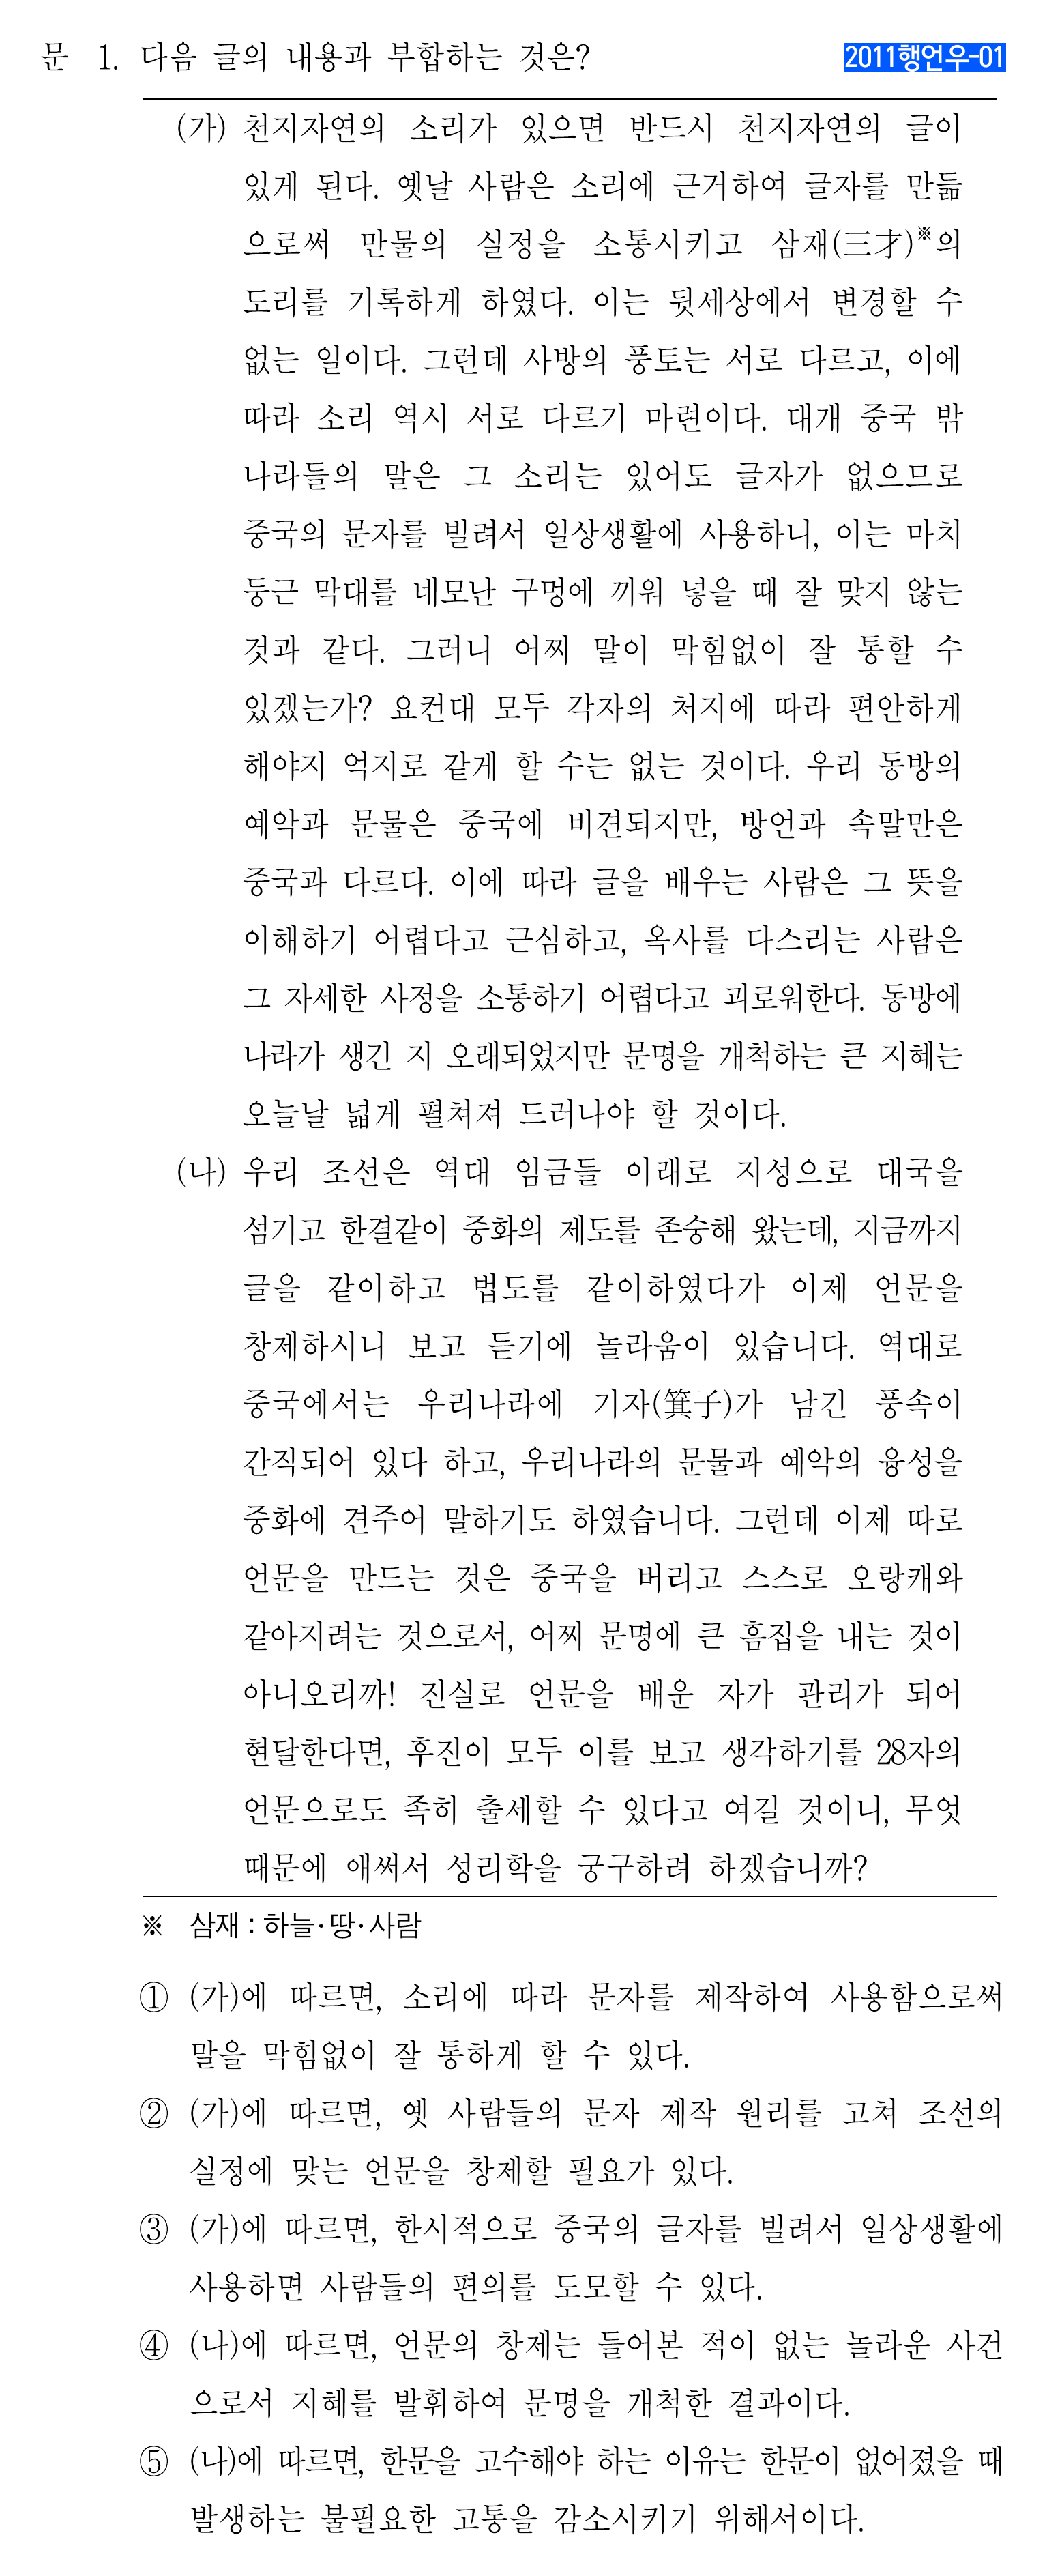 문 1. 다음 글의 내용과 부합하는 것은? 2011행언우-01
(가) 천지자연의 소리가 있으면 반드시 천지자연의 글이
있게 된다. 옛날 사람은 소리에 근거하여 글자를 만듦
으로써 만물의 실정을 소통시키고 삼재(三才)※의
도리를 기록하게 하였다. 이는 뒷세상에서 변경할 수
없는 일이다. 그런데 사방의 풍토는 서로 다르고, 이에
따라 소리 역시 서로 다르기 마련이다. 대개 중국 밖
나라들의 말은 그 소리는 있어도 글자가 없으므로
중국의 문자를 빌려서 일상생활에 사용하니, 이는 마치
둥근 막대를 네모난 구멍에 끼워 넣을 때 잘 맞지 않는
것과 같다. 그러니 어찌 말이 막힘없이 잘 통할 수
있겠는가? 요컨대 모두 각자의 처지에 따라 편안하게
해야지 억지로 같게 할 수는 없는 것이다. 우리 동방의
예악과 문물은 중국에 비견되지만, 방언과 속말만은
중국과 다르다. 이에 따라 글을 배우는 사람은 그 뜻을
이해하기 어렵다고 근심하고, 옥사를 다스리는 사람은
그 자세한 사정을 소통하기 어렵다고 괴로워한다. 동방에
나라가 생긴 지 오래되었지만 문명을 개척하는 큰 지혜는
오늘날 넓게 펼쳐져 드러나야 할 것이다.
(나) 우리 조선은 역대 임금들 이래로 지성으로 대국을
섬기고 한결같이 중화의 제도를 존숭해 왔는데, 지금까지
글을 같이하고 법도를 같이하였다가 이제 언문을
창제하시니 보고 듣기에 놀라움이 있습니다. 역대로
중국에서는 우리나라에 기자(箕子)가 남긴 풍속이
간직되어 있다 하고, 우리나라의 문물과 예악의 융성을
중화에 견주어 말하기도 하였습니다. 그런데 이제 따로
언문을 만드는 것은 중국을 버리고 스스로 오랑캐와
같아지려는 것으로서, 어찌 문명에 큰 흠집을 내는 것이
아니오리까! 진실로 언문을 배운 자가 관리가 되어
현달한다면, 후진이 모두 이를 보고 생각하기를 28자의
언문으로도 족히 출세할 수 있다고 여길 것이니, 무엇
때문에 애써서 성리학을 궁구하려 하겠습니까?
※ 삼재 : 하늘·땅·사람
① (가)에 따르면, 소리에 따라 문자를 제작하여 사용함으로써
말을 막힘없이 잘 통하게 할 수 있다.
② (가)에 따르면, 옛 사람들의 문자 제작 원리를 고쳐 조선의
실정에 맞는 언문을 창제할 필요가 있다.
③ (가)에 따르면, 한시적으로 중국의 글자를 빌려서 일상생활에
사용하면 사람들의 편의를 도모할 수 있다.
④ (나)에 따르면, 언문의 창제는 들어본 적이 없는 놀라운 사건
으로서 지혜를 발휘하여 문명을 개척한 결과이다.
⑤ (나)에 따르면, 한문을 고수해야 하는 이유는 한문이 없어졌을 때
발생하는 불필요한 고통을 감소시키기 위해서이다.